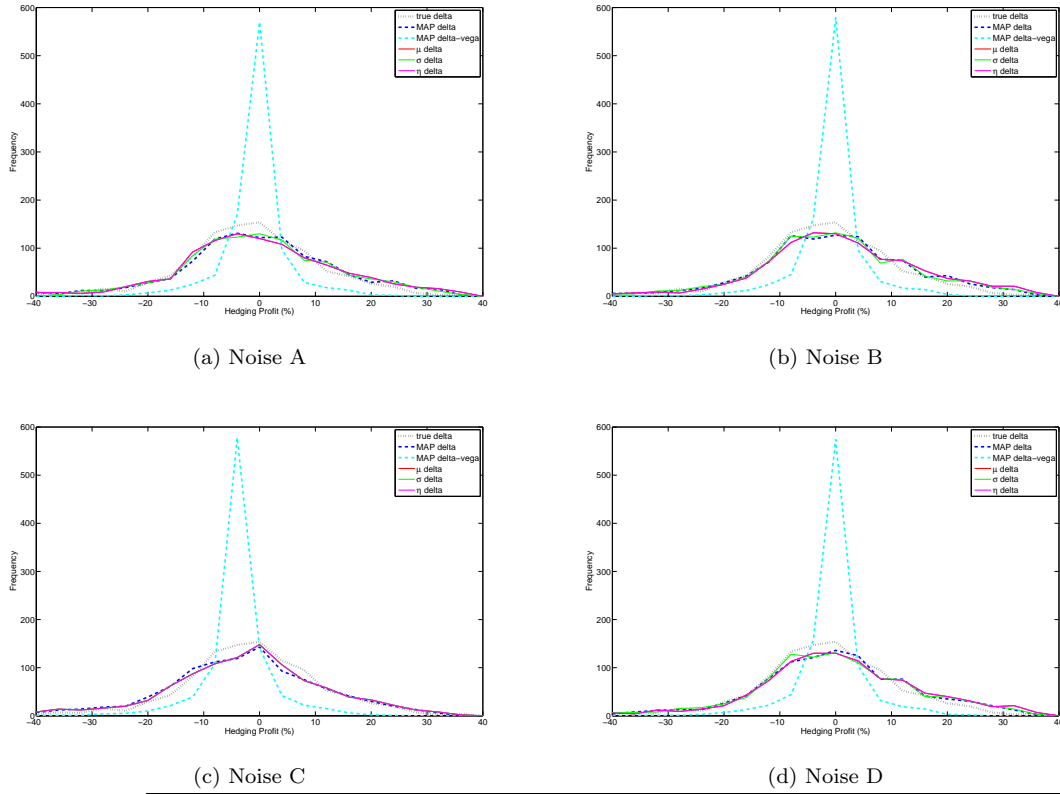 600
500
400
300
200
100
0
Frequency
−40 −30 −20 −10 0 10 20 30 40
Hedging Profit (%)
true delta
MAP delta
MAP delta−vega
μ delta
σ delta
η delta
(a) Noise A
600
500
400
300
200
100
0
Frequency
−40 −30 −20 −10 0 10 20 30 40
Hedging Profit (%)
true delta
MAP delta
MAP delta−vega
μ delta
σ delta
η delta
(b) Noise B
600
500
400
300
200
100
0
Frequency
−40 −30 −20 −10 0 10 20 30 40
Hedging Profit (%)
true delta
MAP delta
MAP delta−vega
μ delta
σ delta
η delta
(c) Noise C
600
500
400
300
200
100
0
Frequency
−40 −30 −20 −10 0 10 20 30 40
Hedging Profit (%)
true delta
MAP delta
MAP delta−vega
μ delta
σ delta
η delta
(d) Noise D